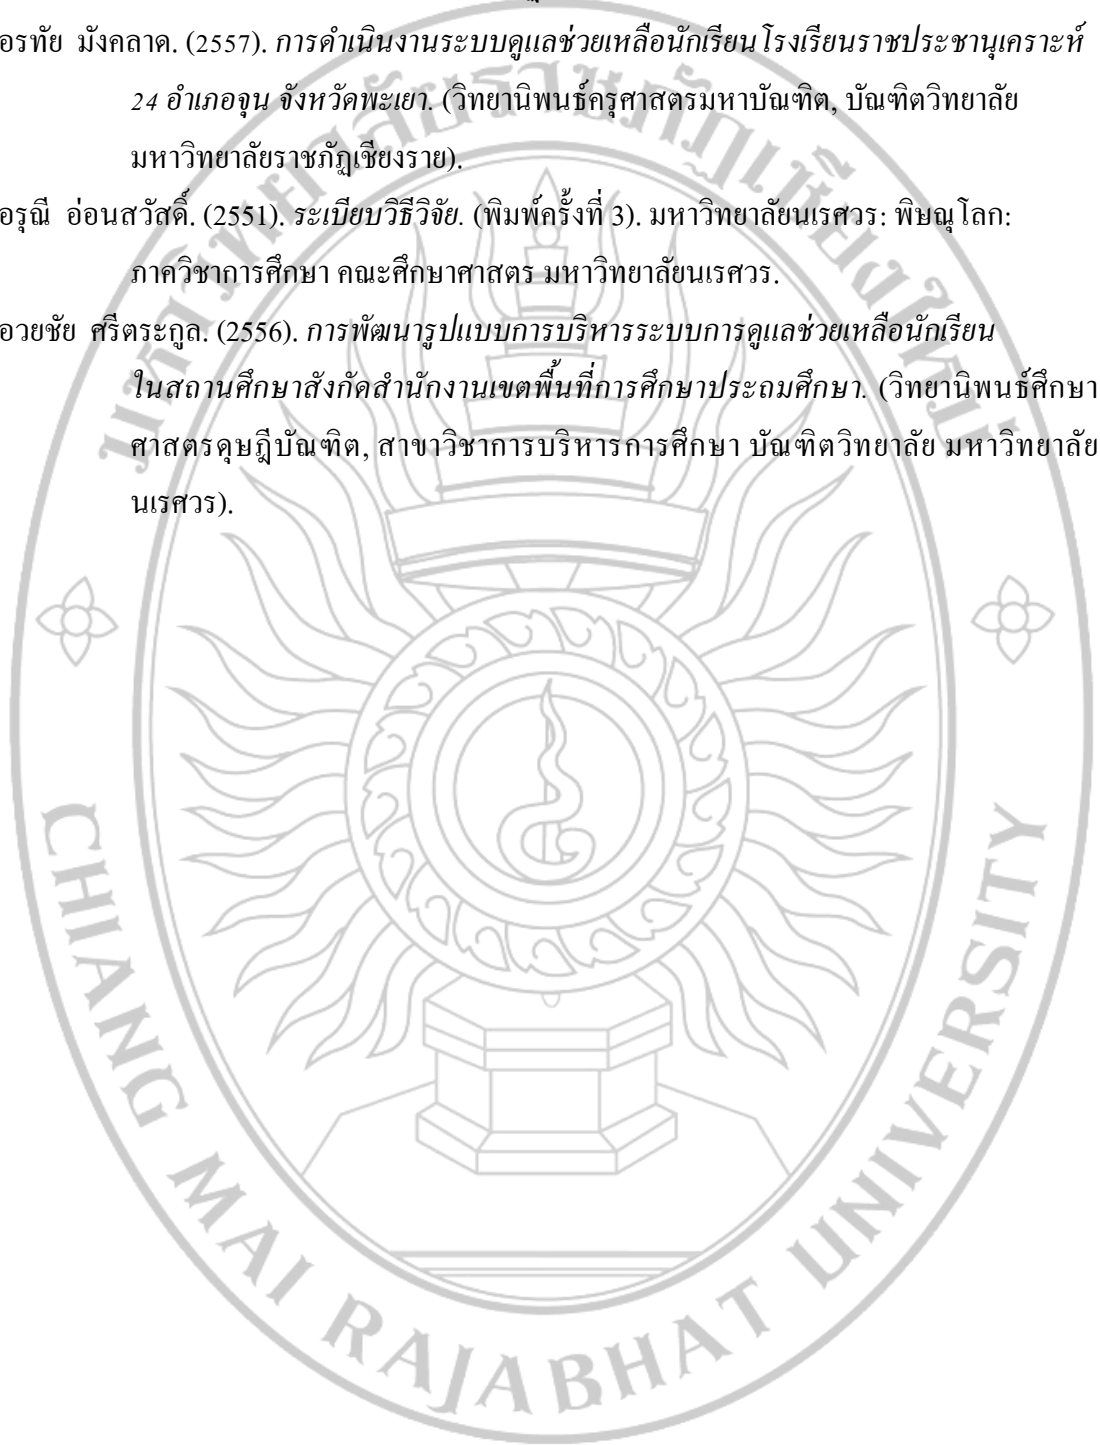 อรทัย มังคลาด. (2557). การดำเนินงานระบบดูแลช่วยเหลือนักเรียนโรงเรียนราชประชานุเคราะห์
24 อำเภอจุน จังหวัดพะเยา. (วิทยานิพนธ์ครุศาสตรมหาบัณฑิต, บัณฑิตวิทยาลัย
มหาวิทยาลัยราชภัฏเชียงราย).
อรุณี อ่อนสวัสดิ์. (2551). ระเบียบวิธีวิจัย. (พิมพ์ครั้งที่ 3). มหาวิทยาลัยนเรศวร: พิษณุโลก:
ภาควิชาการศึกษา คณะศึกษาศาสตร มหาวิทยาลัยนเรศวร.
อวยชัย ศรีตระกูล. (2556). การพัฒนารูปแบบการบริหารระบบการดูแลช่วยเหลือนักเรียน
ในสถานศึกษาสังกัดสำนักงานเขตพื้นที่การศึกษาประถมศึกษา. (วิทยานิพนธ์ศึกษา
ศาสตรดุษฎีบัณฑิต, สาขาวิชาการบริหารการศึกษา บัณฑิตวิทยาลัย มหาวิทยาลัย
นเรศวร).
มหาวิทยาลัยราชภัฏเชียงใหม่
CHIANG MAI RAJABHAT UNIVERSITY